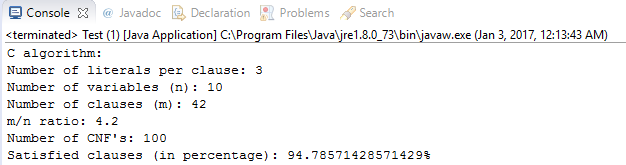 Console @ Javadoc Declaration Problems Search
<terminated> Test (1) [Java Application] C:\Program Files\Java\jre1.8.0_73\bin\javaw.exe (Jan 3, 2017, 12:13:43 AM)
C algorithm:
Number of literals per clause: 3
Number of variables (n): 10
Number of clauses (m): 42
m/n ratio: 4.2
Number of CNF's: 100
Satisfied clauses (in percentage): 94.78571428571429%